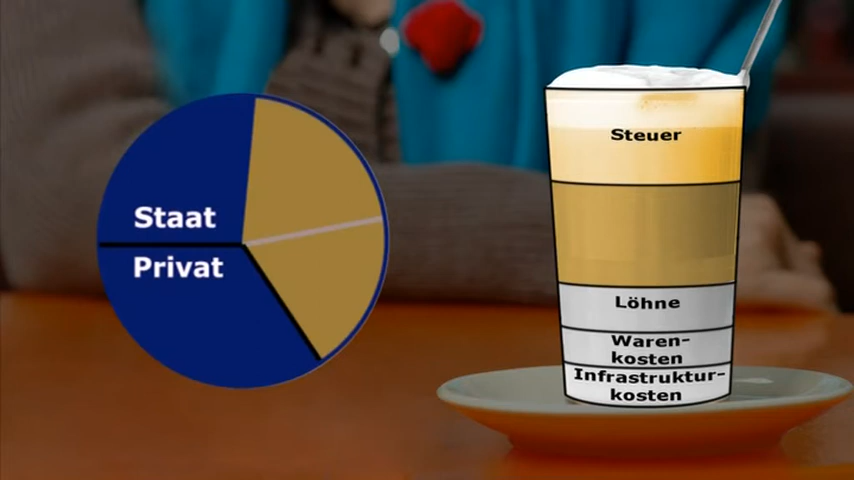 Staat
Privat
Steuer
Löhne
Waren-
kosten
Infrastruktur-
kosten